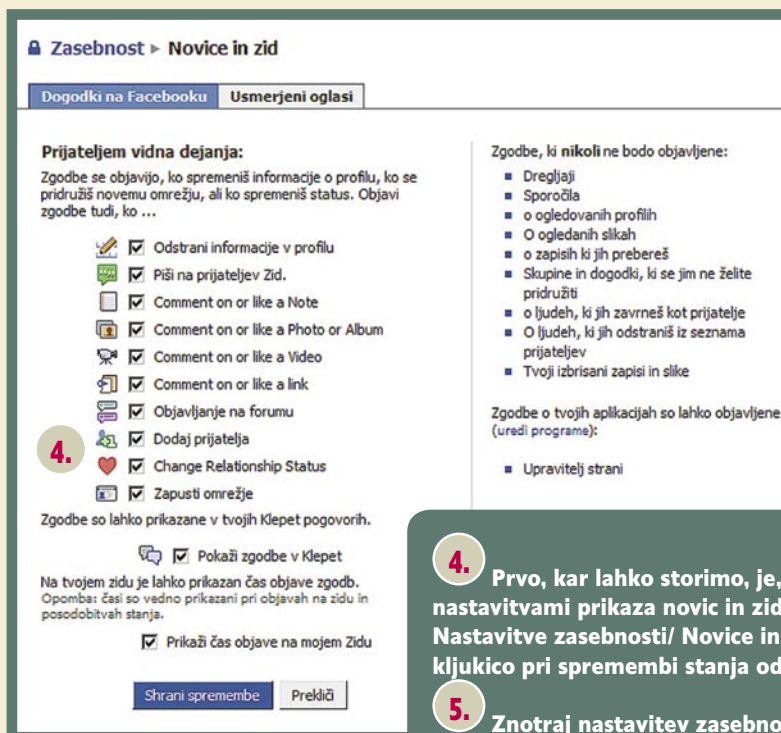 Zasebnost ▸ Novice in zid
Dogodki na Facebooku
Usmerjeni oglasi
Prijateljem vidna dejanja:
Zgodbe se objavijo, ko spremeniš informacije o profilu, ko se
pridružiš novemu omrežju, ali ko spremeniš status. Objavi
zgodbe tudi, ko ...
Odstrani informacije v profilu
Piši na prijateljev Zid.
Comment on or like a Note
Comment on or like a Photo or Album
Comment on or like a Video
Comment on or like a link
Objavljanje na forumu
4.
Dodaj prijatelja
Change Relationship Status
Zapusti omrežje
Zgodbe so lahko prikazane v tvojih Klepet pogovorih.
Pokaži zgodbe v Klepet
Na tvojem zidu je lahko prikazan čas objave zgodb.
Opomba: časi so vedno prikazani pri objavah na zidu in
posodobitvah stanja.
Prikaži čas objave na mojem Zidu
Shrani spremembe
Prekliči
Zgodbe, ki nikoli ne bodo objavljene:
Dregljaji
Sporočila
o ogledovanih profilih
O ogledanih slikah
o zapisih ki jih prebereš
Skupine in dogodki, ki se jim ne želite
pridružiti
o ljudeh, ki jih zavrneš kot prijatelje
O ljudeh, ki jih odstraniš iz seznama
prijateljev
Tvoji izbrisani zapisi in slike
Zgodbe o tvojih aplikacijah so lahko objavljene
(uredi programe):
Upravitelj strani
4. Prvo, kar lahko storimo, je,
nastavitvami prikaza novic in zid
Nastavitve zasebnosti/ Novice in
kljukico pri spremembi stanja od
5. Znotraj nastavitev zasebno